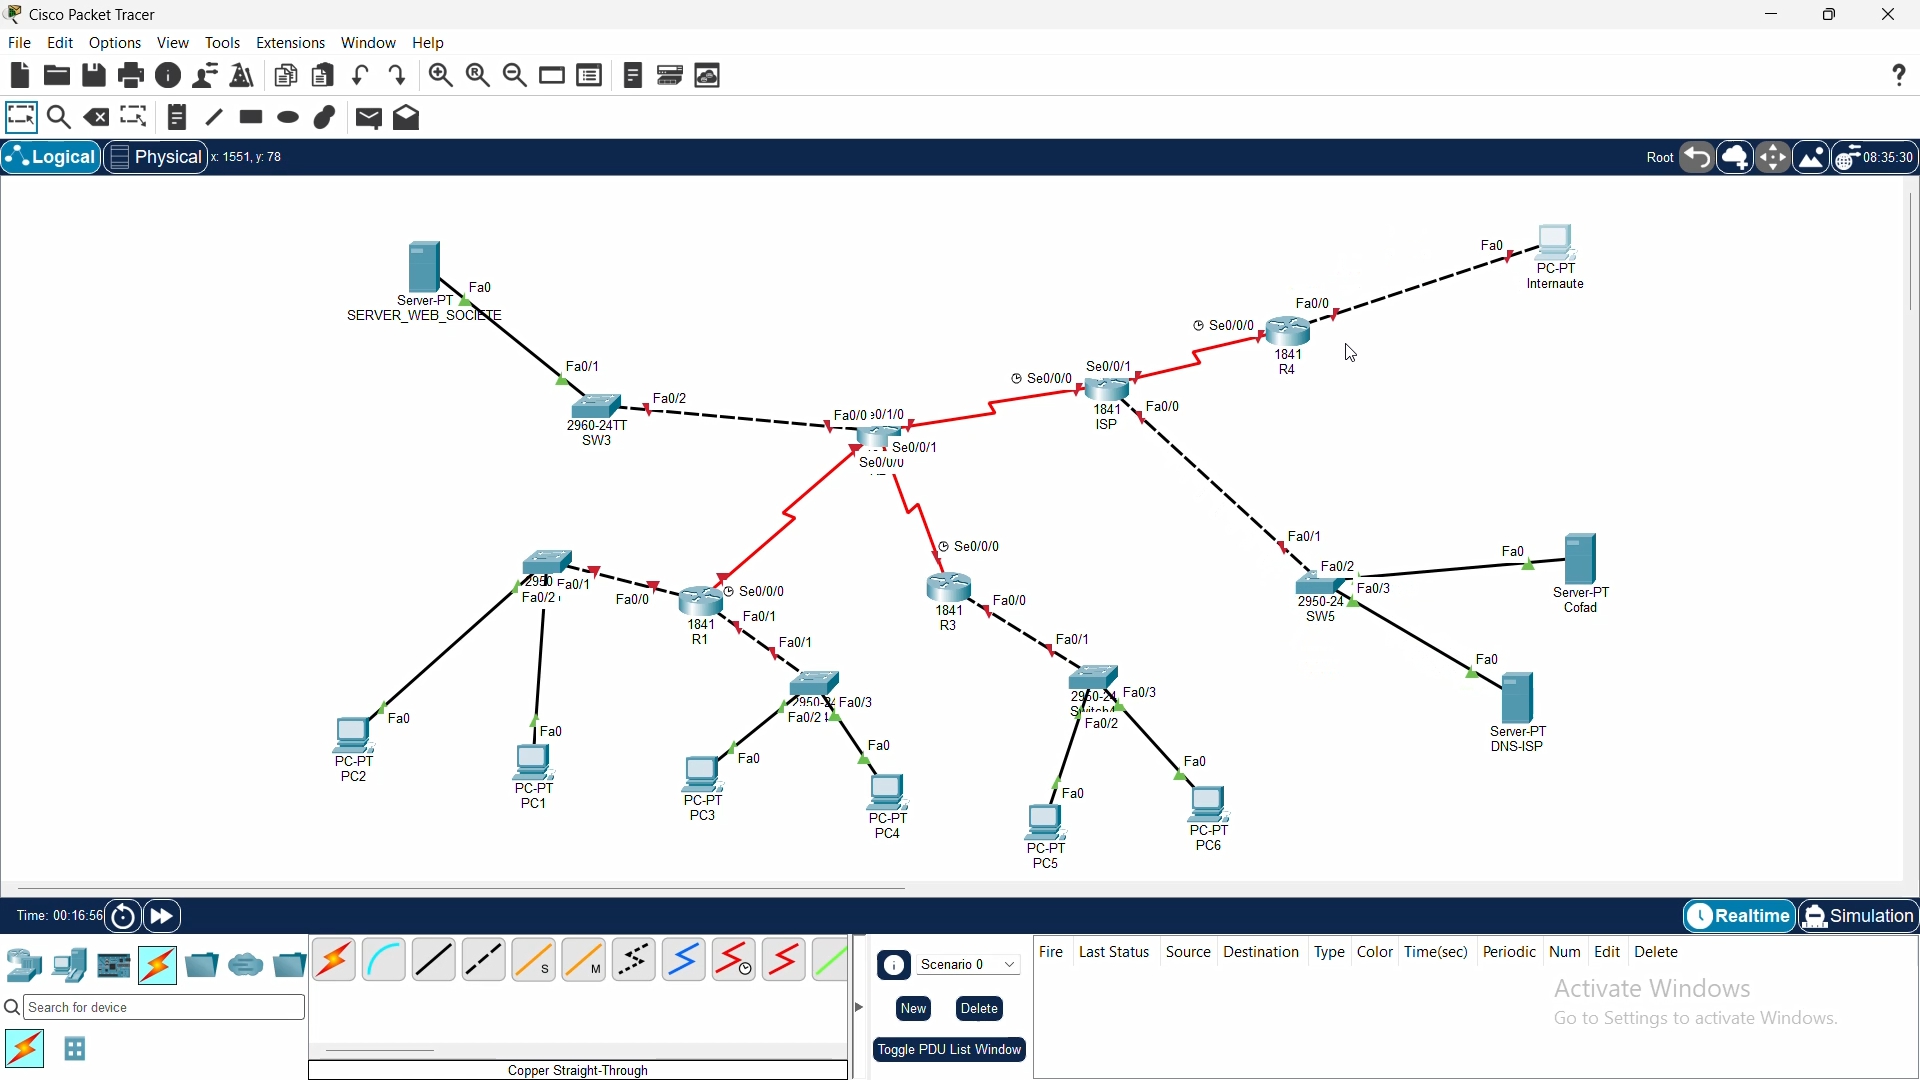 Cisco Packet Tracer
File Edit Options View Tools Extensions Window Help
Logical Physical x: 1551, y: 78 Root 08:35:30
Fa0
PC-PT
Internaute
Fa0
Server-PT
SERVER_WEB_SOCIETE
Fa0/0
Se0/0/0
1841
R4
Fa0/1
Se0/0/1
Se0/0/0
Fa0/2
2960-24TT
SW3
Fa0/0
1841
ISP
Fa0/0
Se0/0/1
Se0/0/0
Fa0/1
Se0/0/0
Fa0
Server-PT
Cofad
Fa0/2
Fa0/3
2950-24
SW5
Fa0/1
Fa0/2
Fa0/0
Se0/0/0
1841
R1
Fa0/1
Fa0/1
1841
R3
Fa0/0
Fa0/1
Fa0
Server-PT
DNS-ISP
Fa0/3
Fa0/2
Fa0/3
Fa0/2
Fa0
PC-PT
PC2
Fa0
PC-PT
PC1
Fa0
PC-PT
PC3
Fa0
PC-PT
PC4
Fa0
PC-PT
PC5
Fa0
PC-PT
PC6
Time: 00:16:56 Realtime Simulation
Search for device
S M
Copper Straight-Through
Scenario 0
New Delete
Toggle PDU List Window
Fire Last Status Source Destination Type Color Time(sec) Periodic Num Edit Delete
Activate Windows
Go to Settings to activate Windows.